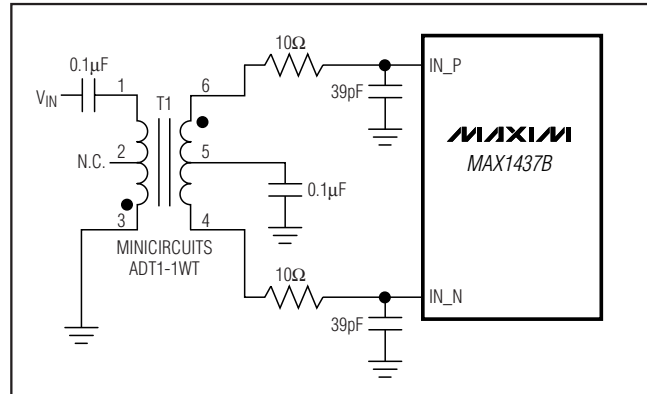 10Ω
0.1μF
VIN
1
6
T1
IN_P
39pF
MAXIM
MAX1437B
N.C.
2
5
0.1μF
3
4
MINICIRCUITS
ADT1-1WT
10Ω
IN_N
39pF